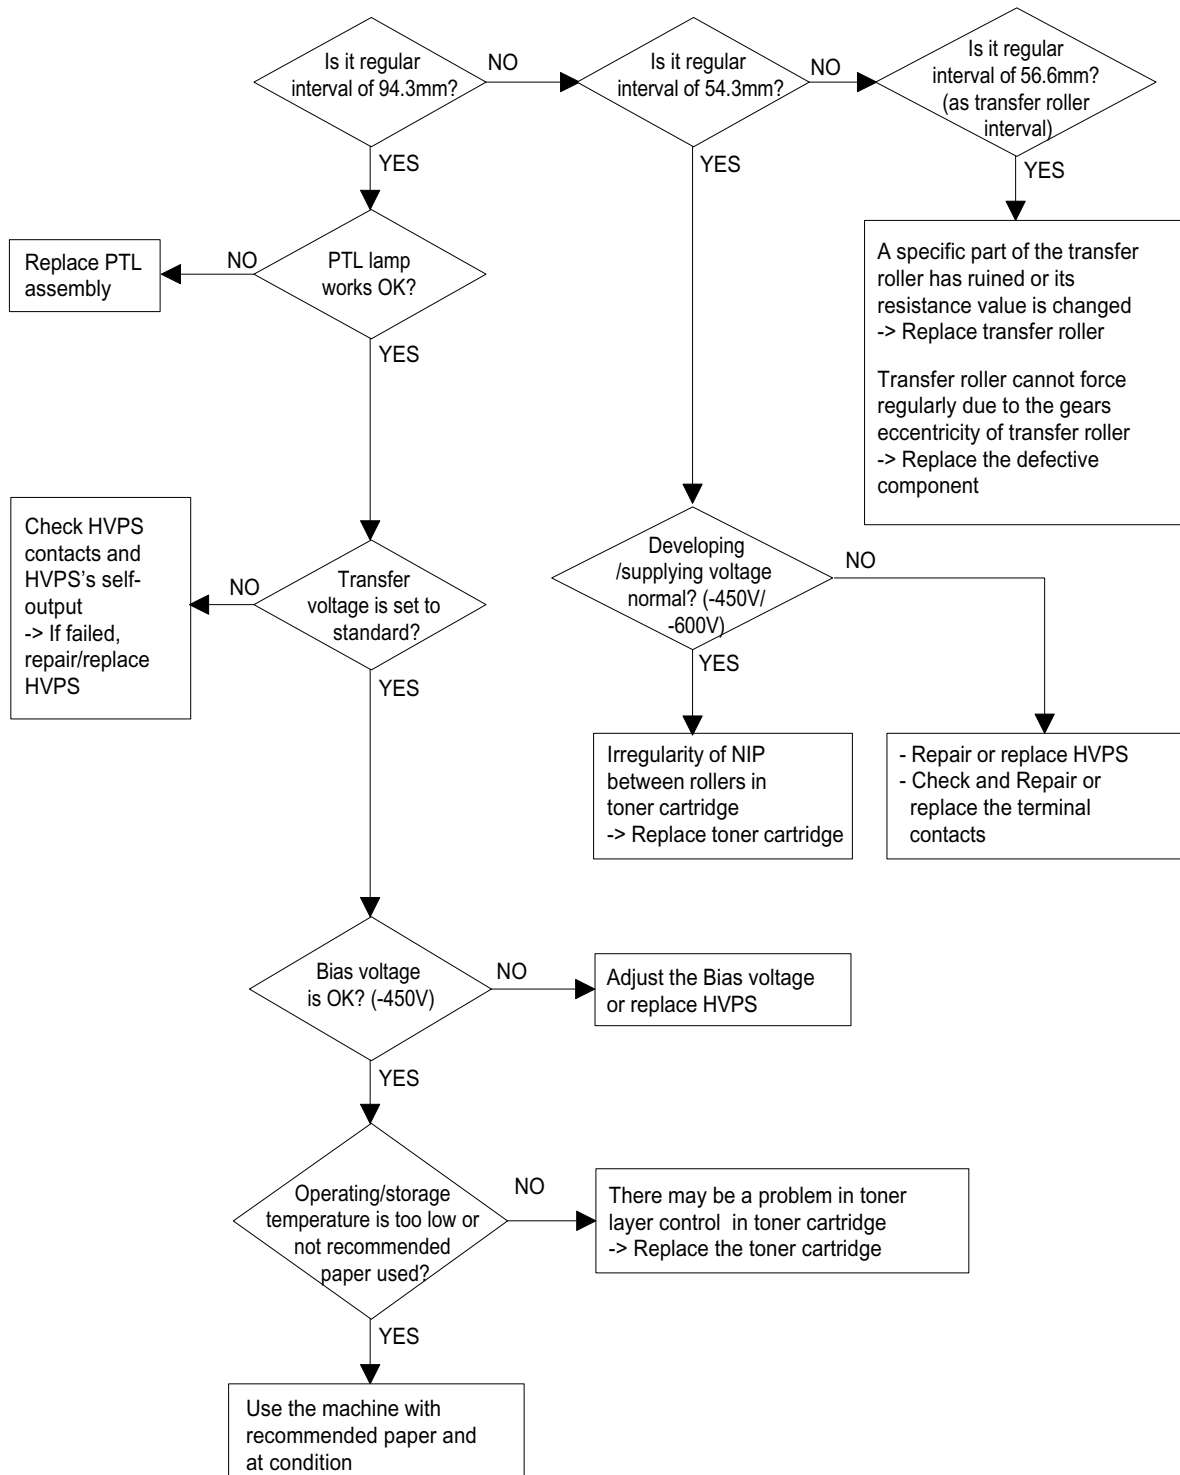 Is it regular
interval of 94.3mm?
NO
Is it regular
interval of 54.3mm?
NO
Is it regular
interval of 56.6mm?
(as transfer roller
interval)
YES
YES
YES
Replace PTL
assembly
NO
PTL lamp
works OK?
YES
A specific part of the transfer
roller has ruined or its
resistance value is changed
-> Replace transfer roller
Transfer roller cannot force
regularly due to the gears
eccentricity of transfer roller
-> Replace the defective
component
Check HVPS
contacts and
HVPS's self-
output
-> If failed,
repair/replace
HVPS
NO
Transfer
voltage is set to
standard?
YES
Developing
/supplying voltage
normal? (-450V/
-600V)
NO
YES
Irregularity of NIP
between rollers in
toner cartridge
-> Replace toner cartridge
- Repair or replace HVPS
- Check and Repair or
replace the terminal
contacts
Bias voltage
is OK? (-450V)
NO
Adjust the Bias voltage
or replace HVPS
YES
Operating/storage
temperature is too low or
not recommended
paper used?
NO
There may be a problem in toner
layer control in toner cartridge
-> Replace the toner cartridge
YES
Use the machine with
recommended paper and
at condition